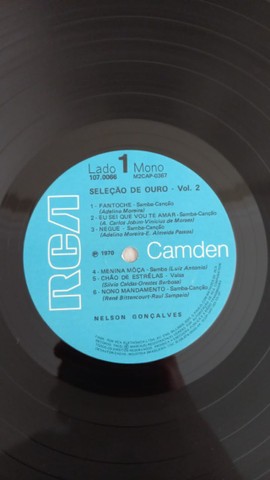 Lado 1 Mono
107.0086 M2CAP-0387
SELEÇÃO DE OURO - Vol. 2
1 - FANTOCHE - Samba-Canção
(Adelino Moreira)
2 - EU SEI QUE VOU TE AMAR - Samba-Canção
(A. Carlos Jobim-Vinicius de Moraes)
3 - NEGUE - Samba-Canção
(Adelino Moreira-E. Almeida Passos)
RCA Camden
℗ 1970
4 - MENINA MÔÇA - Samba (Luiz Antonio)
5 - CHÃO DE ESTRÊLAS - Valsa
(Silvio Caldas-Orestes Barbosa)
6 - NONO MANDAMENTO - Samba-Canção
(René Bittencourt-Raul Sampaio)
NELSON GONÇALVES